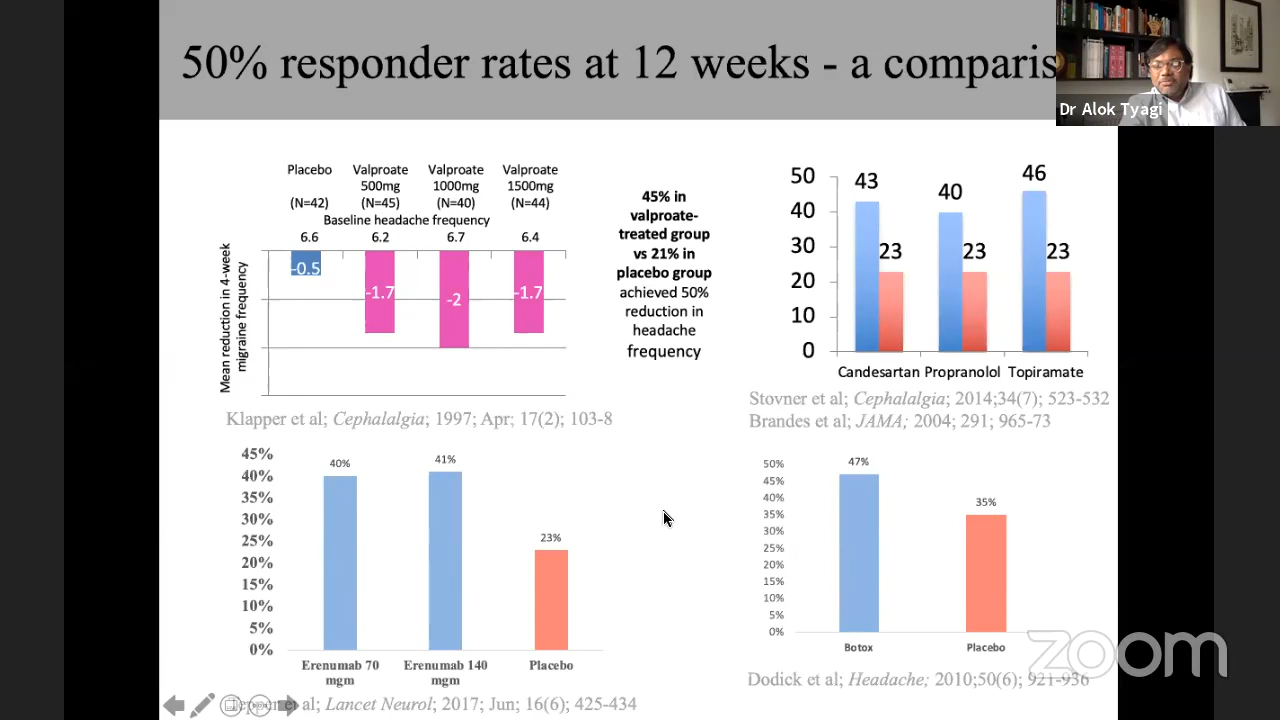 50% responder rates at 12 weeks - a comparis
Dr Alok Tyagi
Placebo
(N=42)
Valproate
500mg
(N=45)
Valproate
1000mg
(N=40)
Valproate
1500mg
(N=44)
Baseline headache frequency
6.6 6.2 6.7 6.4
-0.5
-1.7
-2
-1.7
Mean reduction in 4-week
migraine frequency
Klapper et al; Cephalalgia; 1997; Apr; 17(2); 103-8
45% in
valproate-
treated group
vs 21% in
placebo group
achieved 50%
reduction in
headache
frequency
50
40
30
20
10
0
43
23
40
23
46
23
Candesartan Propranolol Topiramate
Stovner et al; Cephalalgia; 2014;34(7); 523-532
Brandes et al; JAMA; 2004; 291; 965-73
45%
40%
35%
30%
25%
20%
15%
10%
5%
0%
40%
41%
23%
Erenumab 70
mgm
Erenumab 140
mgm
Placebo
et al; Lancet Neurol; 2017; Jun; 16(6); 425-434
50%
45%
40%
35%
30%
25%
20%
15%
10%
5%
0%
47%
35%
Botox
Placebo
Dodick et al; Headache; 2010;50(6); 921-936
zoom